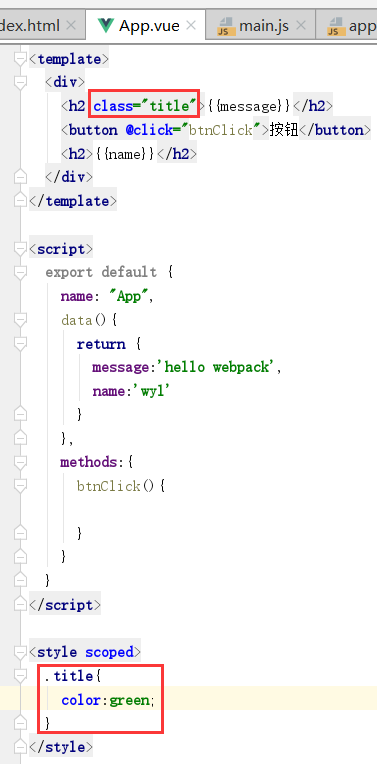 dex.html × App.vue × main.js × app
<template>
<div>
<h2 class="title">{{message}}</h2>
<button @click="btnClick">按钮</button>
<h2>{{name}}</h2>
</div>
</template>
<script>
export default {
name: "App",
data(){
return {
message:'hello webpack',
name:'wyl'
}
},
methods:{
btnClick(){
}
}
}
</script>
<style scoped>
.title{
color:green;
}
</style>